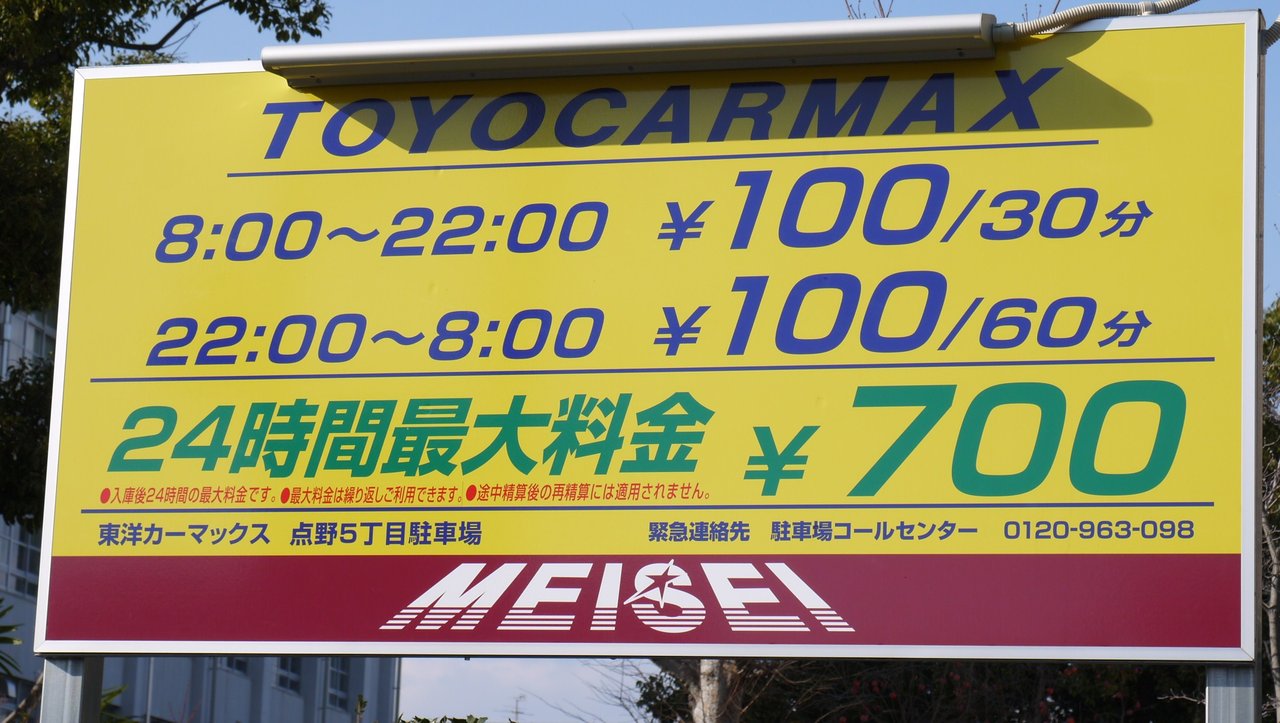 TOYOCARMAX
8:00～22:00 ¥100/30分
22:00～8:00 ¥100/60分
24時間最大料金 ¥700
●入庫後24時間の最大料金です。●最大料金は繰り返しご利用できます。●途中精算後の再精算には適用されません。
東洋カーマックス 点野5丁目駐車場 緊急連絡先 駐車場コールセンター 0120-963-098
MEISEI